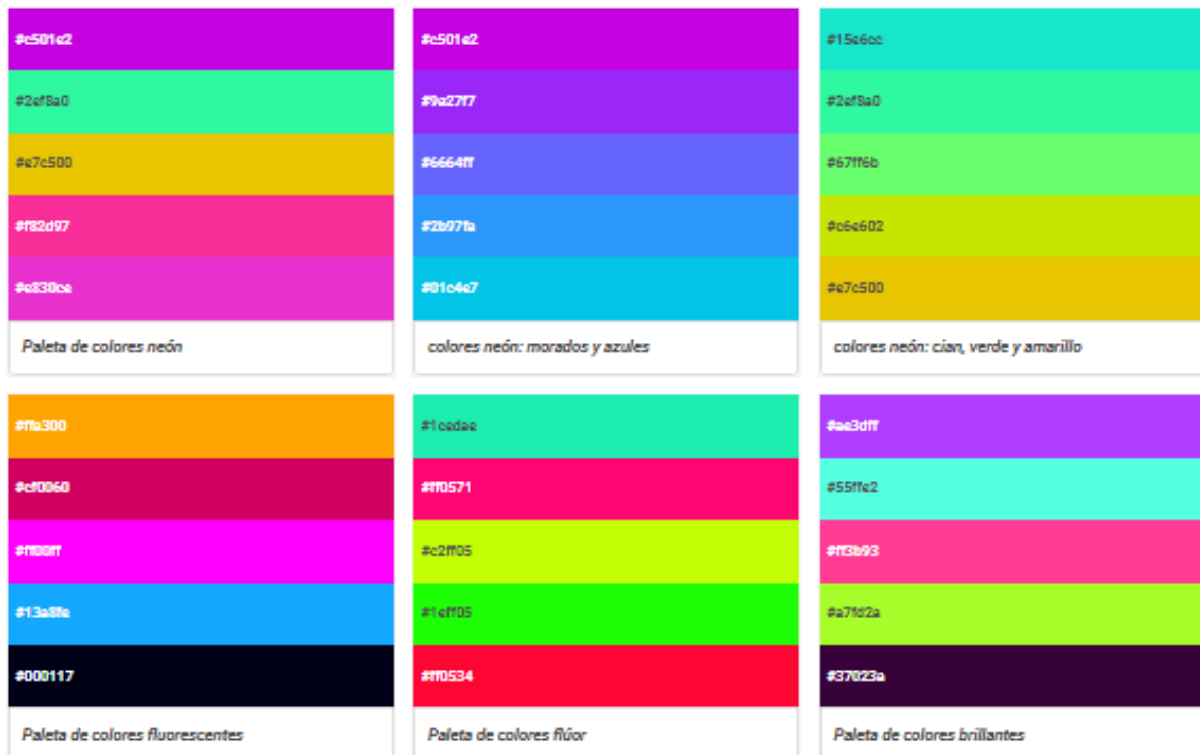 #c501e2
#2ef8a0
#e7c500
#f82d97
#e830ce
Paleta de colores neón
#c501e2
#9a27f7
#6664ff
#2b97fa
#01c4e7
colores neón: morados y azules
#15e6cc
#2ef8a0
#67ff6b
#c6e602
#e7c500
colores neón: cian, verde y amarillo
#ffa300
#cf0060
#ff00ff
#13a8fe
#000117
Paleta de colores fluorescentes
#1cedae
#ff0571
#c2ff05
#1eff05
#ff0534
Paleta de colores flúor
#ae3dff
#55ffe2
#ff3b93
#a7fd2a
#37023a
Paleta de colores brillantes